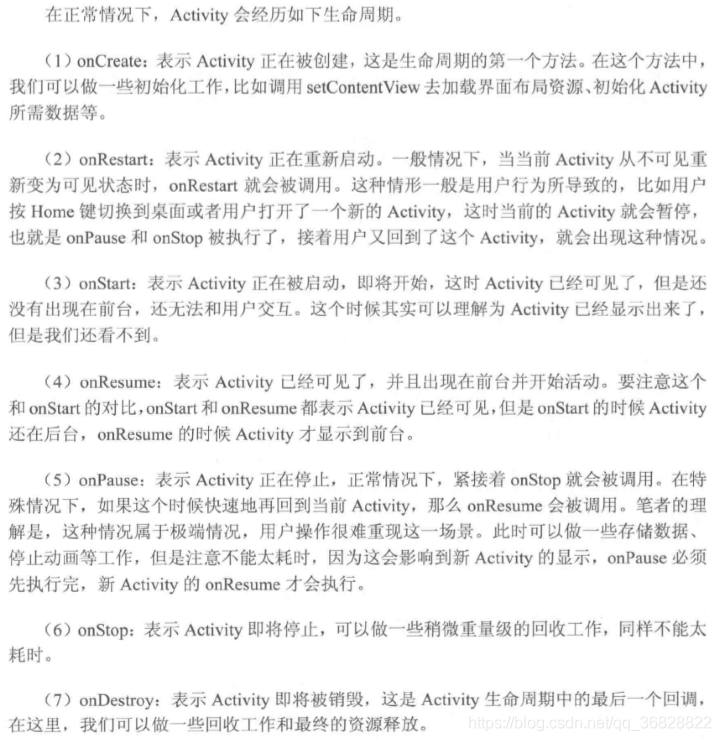 在正常情况下，Activity 会经历如下生命周期。
（1）onCreate：表示 Activity 正在被创建，这是生命周期的第一个方法。在这个方法中，
我们可以做一些初始化工作，比如调用 setContentView 去加载界面布局资源、初始化 Activity
所需数据等。
（2）onRestart：表示 Activity 正在重新启动。一般情况下，当当前 Activity 从不可见重
新变为可见状态时，onRestart 就会被调用。这种情形一般是用户行为所导致的，比如用户
按 Home 键切换到桌面或者用户打开了一个新的 Activity，这时当前的 Activity 就会暂停，
也就是 onPause 和 onStop 被执行了，接着用户又回到了这个 Activity，就会出现这种情况。
（3）onStart：表示 Activity 正在被启动，即将开始，这时 Activity 已经可见了，但是还
没有出现在前台，还无法和用户交互。这个时候其实可以理解为 Activity 已经显示出来了，
但是我们还看不到。
（4）onResume：表示 Activity 已经可见了，并且出现在前台并开始活动。要注意这个
和 onStart 的对比，onStart 和 onResume 都表示 Activity 已经可见，但是 onStart 的时候 Activity
还在后台，onResume 的时候 Activity 才显示到前台。
（5）onPause：表示 Activity 正在停止，正常情况下，紧接着 onStop 就会被调用。在特
殊情况下，如果这个时候快速地再回到当前 Activity，那么 onResume 会被调用。笔者的理
解是，这种情况属于极端情况，用户操作很难重现这一场景。此时可以做一些存储数据、
停止动画等工作，但是注意不能太耗时，因为这会影响到新 Activity 的显示，onPause 必须
先执行完，新 Activity 的 onResume 才会执行。
（6）onStop：表示 Activity 即将停止，可以做一些稍微重量级的回收工作，同样不能太
耗时。
（7）onDestroy：表示 Activity 即将被销毁，这是 Activity 生命周期中的最后一个回调，
在这里，我们可以做一些回收工作和最终的资源释放。
https://blog.csdn.net/qq_36828822